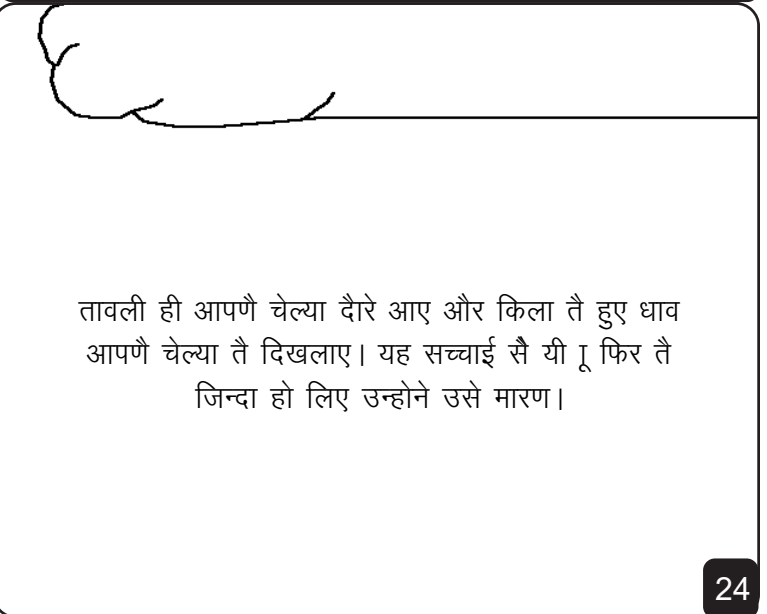 तावली ही आपणै चेल्या दैारे आए और किला तै हुए धाव
आपणै चेल्या तै दिखलाए। यह सच्चाई सै यी फिर तै
जिन्दा हो लिए उन्होने उसे मारण।
24